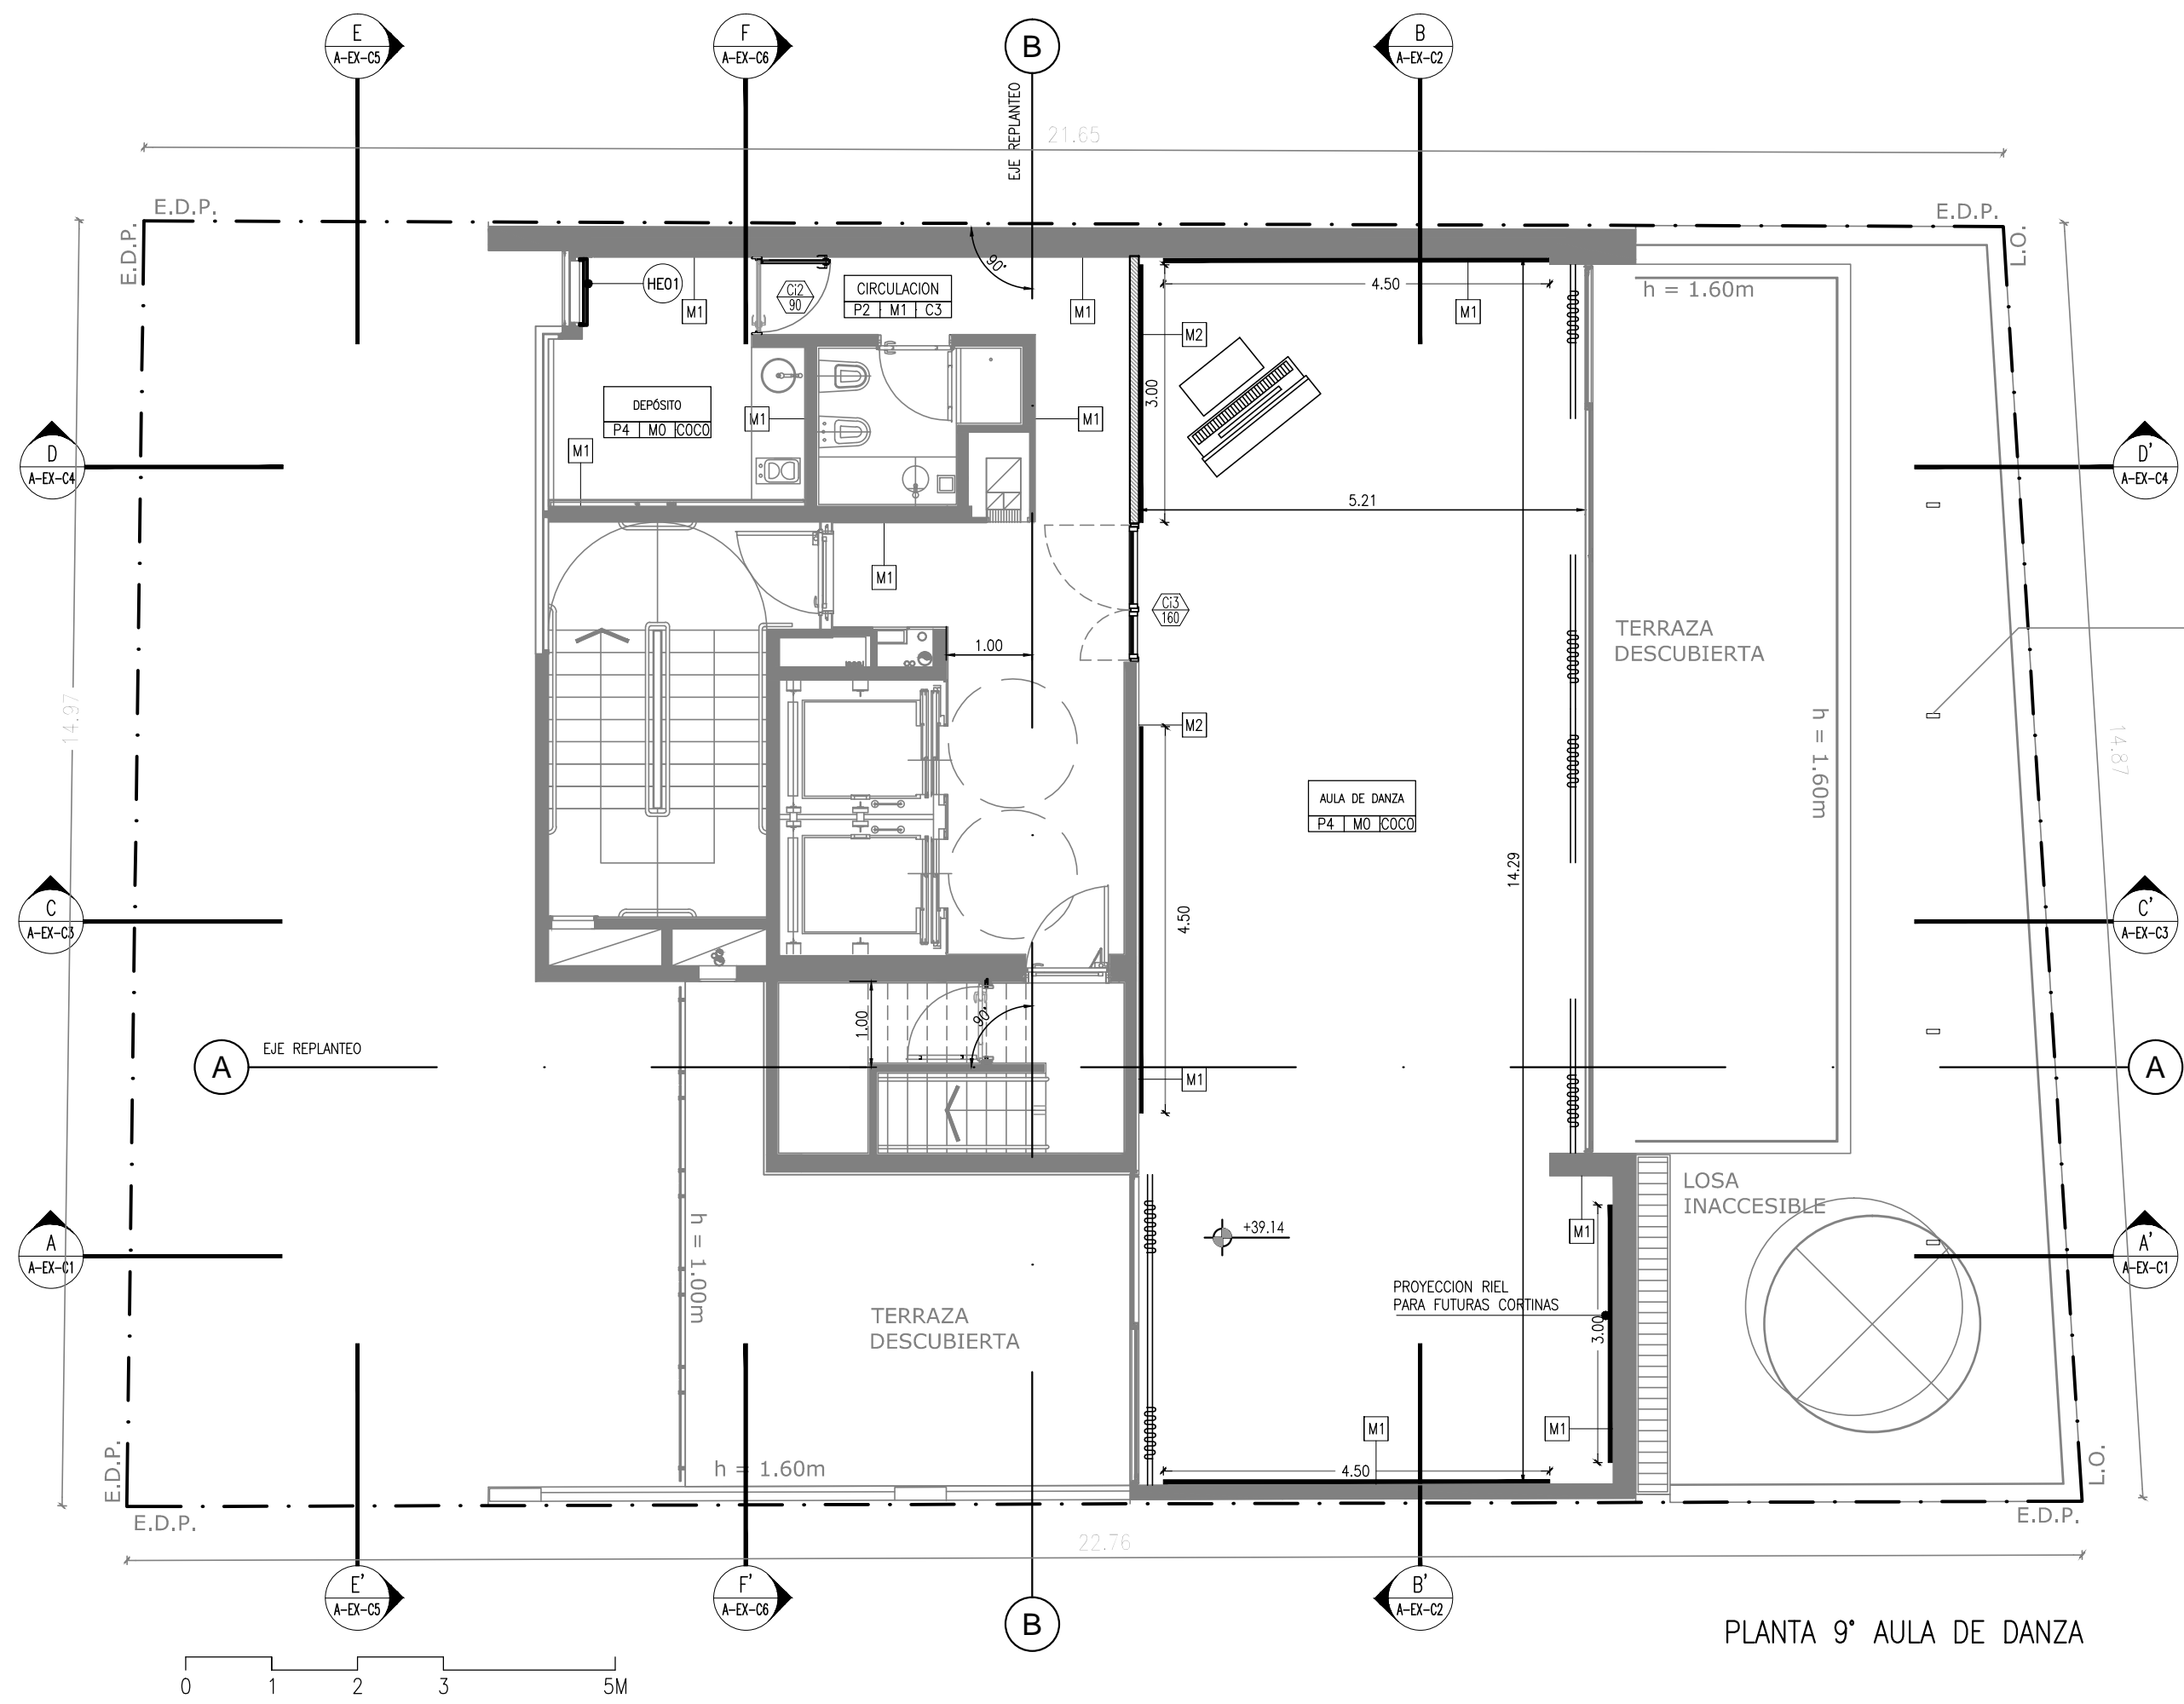 E
A-EX-C5
F
A-EX-C6
B
B
A-EX-C2
EJE REPLANTEO
21.65
E.D.P.
E.D.P.
E.D.P.
L.O.
90°
HE01
M1
Ci2
90
CIRCULACION
P2 M1 C3
M1
4.50
M1
h = 1.60m
M2
3.00
DEPÓSITO
P4 M0 COCO
M1
M1
M1
D
A-EX-C4
D'
A-EX-C4
5.21
M1
Ci3
160
1.00
TERRAZA
DESCUBIERTA
14.97
M2
h = 1.60m
14.87
AULA DE DANZA
P4 M0 COCO
14.29
4.50
C
A-EX-C3
C'
A-EX-C3
1.00
90°
A
EJE REPLANTEO
M1
A
LOSA
INACCESIBLE
A
A-EX-C1
M1
+39.14
A'
A-EX-C1
h = 1.00m
PROYECCION RIEL
PARA FUTURAS CORTINAS
3.00
TERRAZA
DESCUBIERTA
M1
M1
h = 1.60m
4.50
E.D.P.
L.O.
E.D.P.
E.D.P.
22.76
E'
A-EX-C5
F'
A-EX-C6
B
B'
A-EX-C2
PLANTA 9° AULA DE DANZA
0 1 2 3 5M